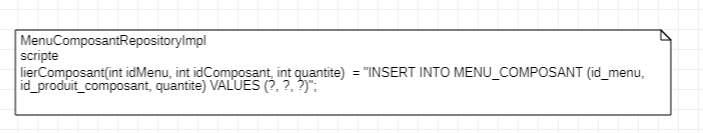 MenuComposantRepositoryImpl
scripte
lierComposant(int idMenu, int idComposant, int quantite)  = "INSERT INTO MENU_COMPOSANT (id_menu,
id_produit_composant, quantite) VALUES (?, ?, ?)";